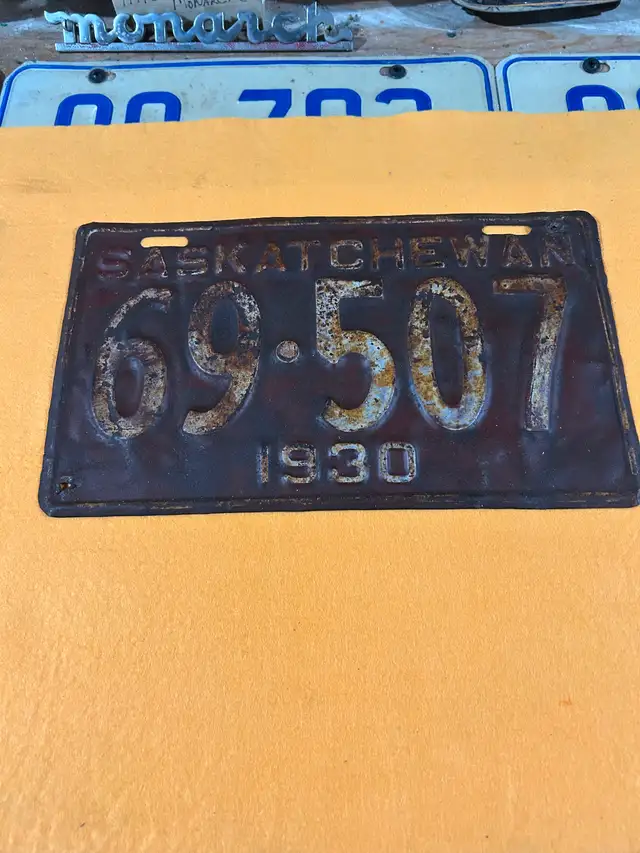 monarch
SASKATCHEWAN
69·507
1930